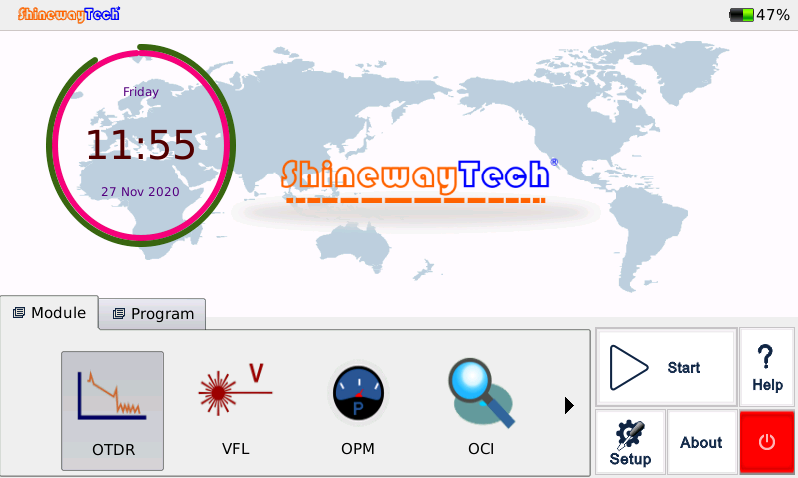 ShinewayTech
47%
Friday
11:55
27 Nov 2020
ShinewayTech®
Module
Program
V
P
OTDR
VFL
OPM
OCI
Start
Help
Setup
About